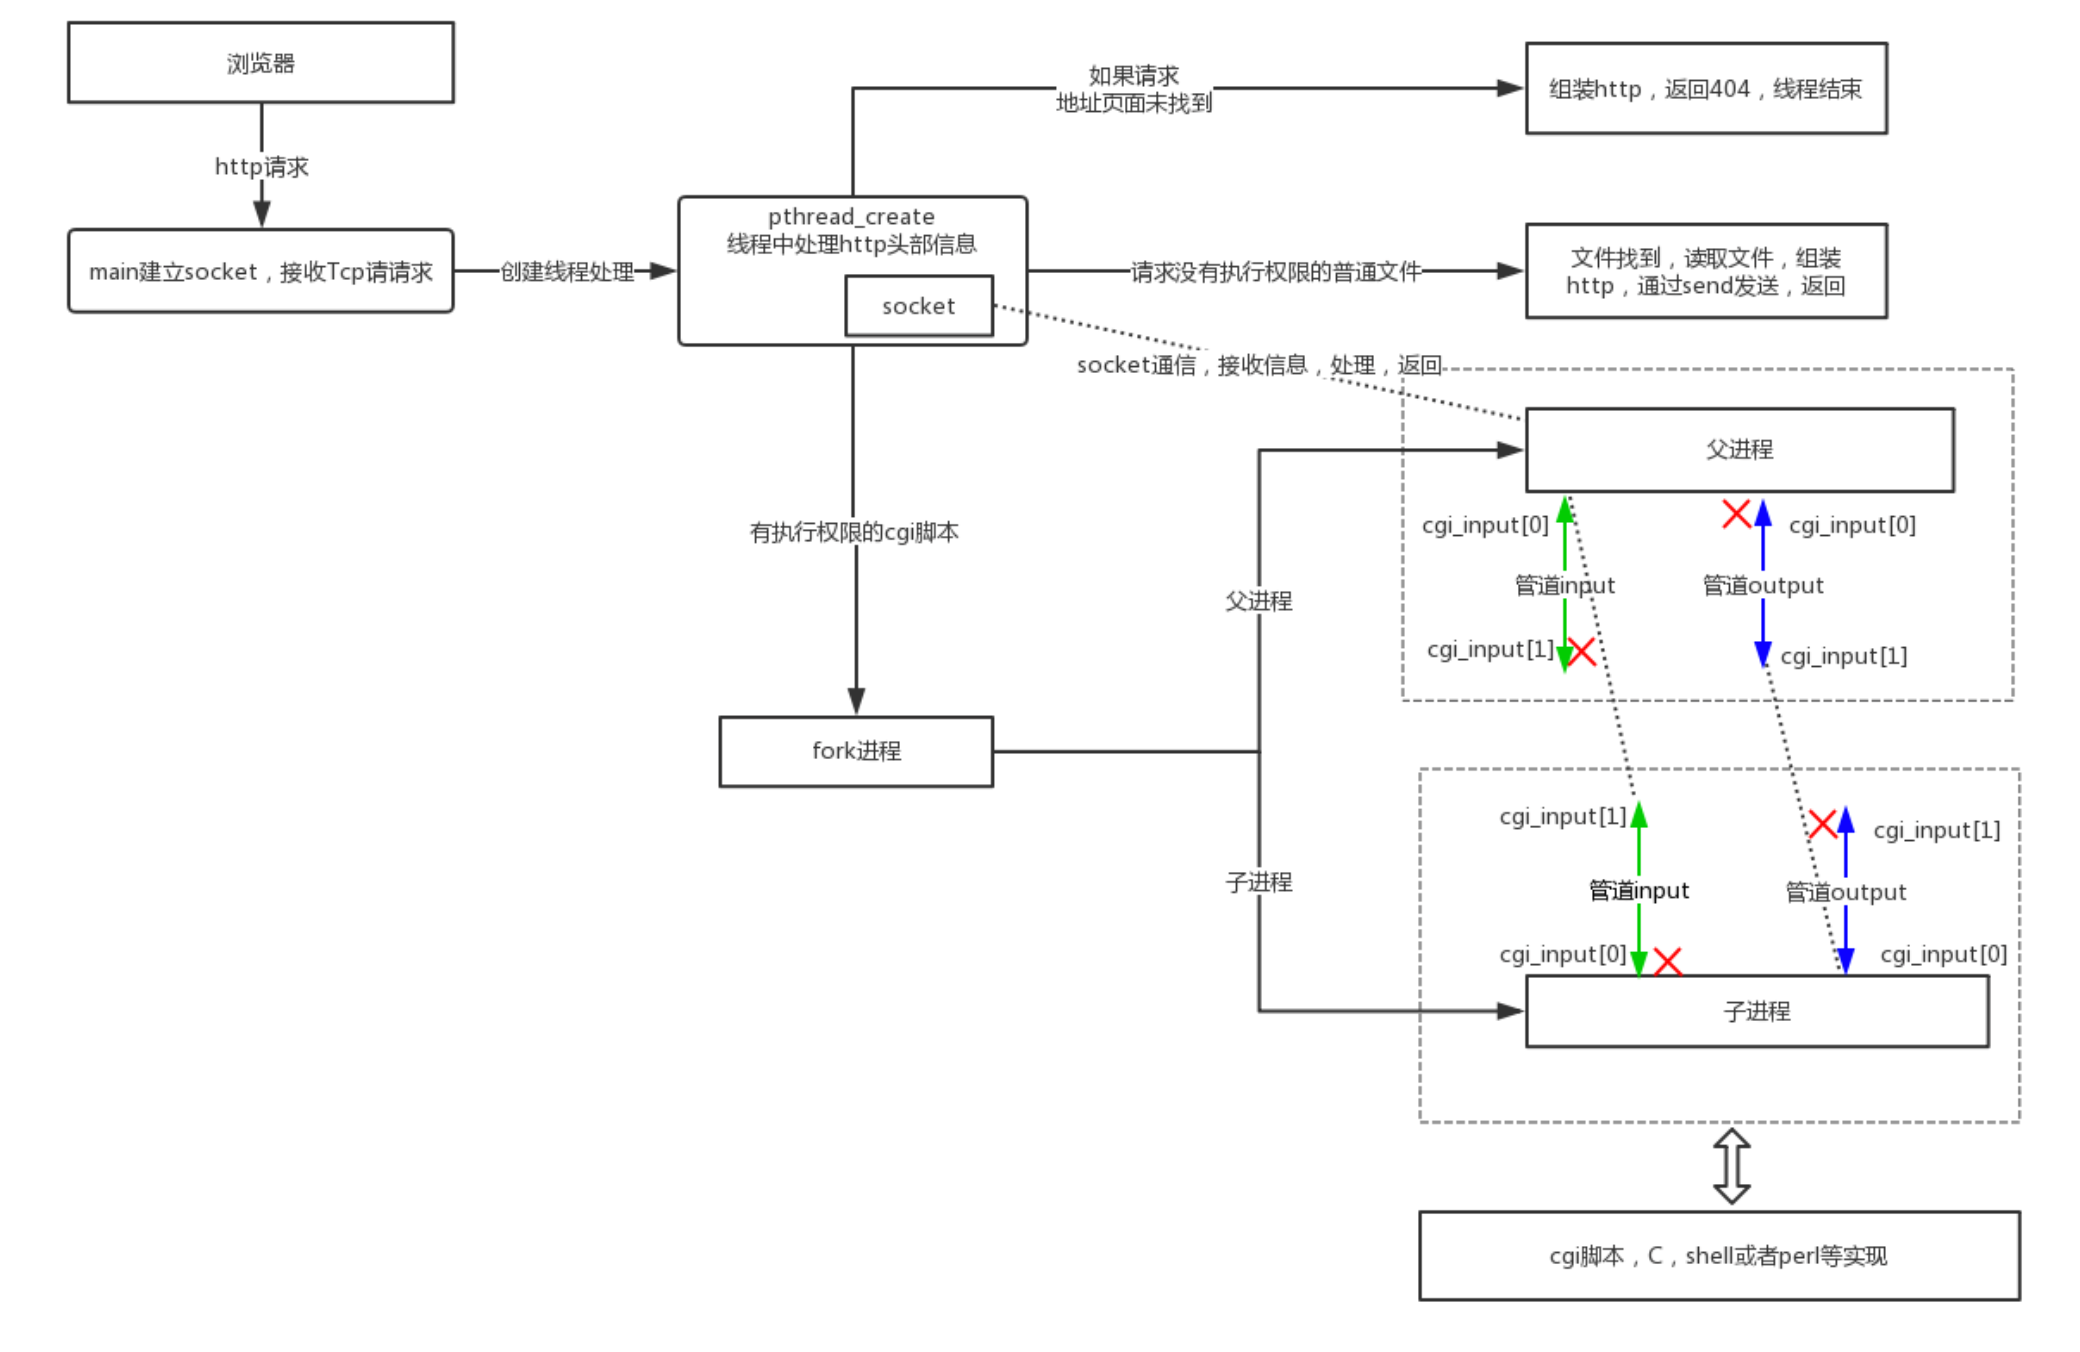 浏览器
http请求
main建立socket，接收Tcp请请求
创建线程处理
pthread_create
线程中处理http头部信息
socket
如果请求
地址页面未找到
组装http，返回404，线程结束
请求没有执行权限的普通文件
文件找到，读取文件，组装
http，通过send发送，返回
socket通信，接收信息，处理，返回
有执行权限的cgi脚本
fork进程
父进程
子进程
父进程
cgi_input[0]
cgi_input[0]
管道input
管道output
cgi_input[1]
cgi_input[1]
cgi_input[1]
cgi_input[1]
管道input
管道output
cgi_input[0]
cgi_input[0]
子进程
cgi脚本，C，shell或者perl等实现